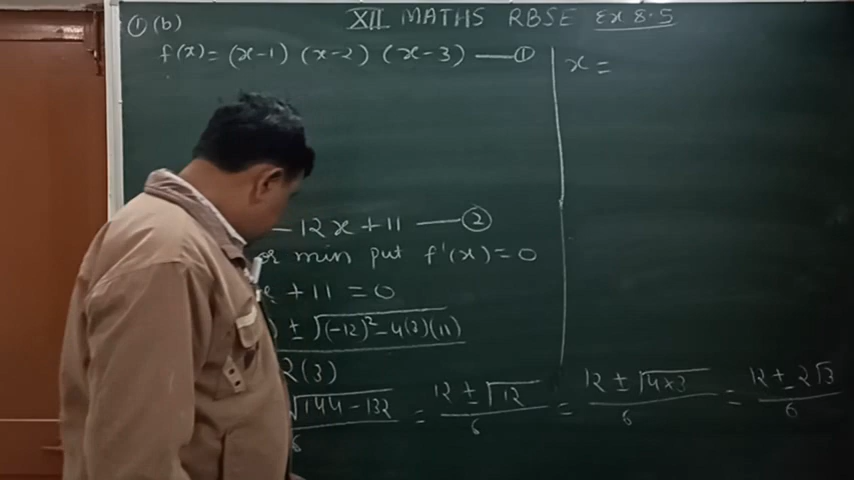 XII MATHS RBSE Ex 8.5
① (b)
f(x) = (x-1) (x-2) (x-3) — ①
- 12x + 11 — ②
or min put f'(x) = 0
+ 11 = 0
) ± √(-12)² - 4(3)(11)
2(3)
√144 - 132 / 6 = 12 ± √12 / 6 = 12 ± √4×3 / 6 = 12 ± 2√3 / 6
x =